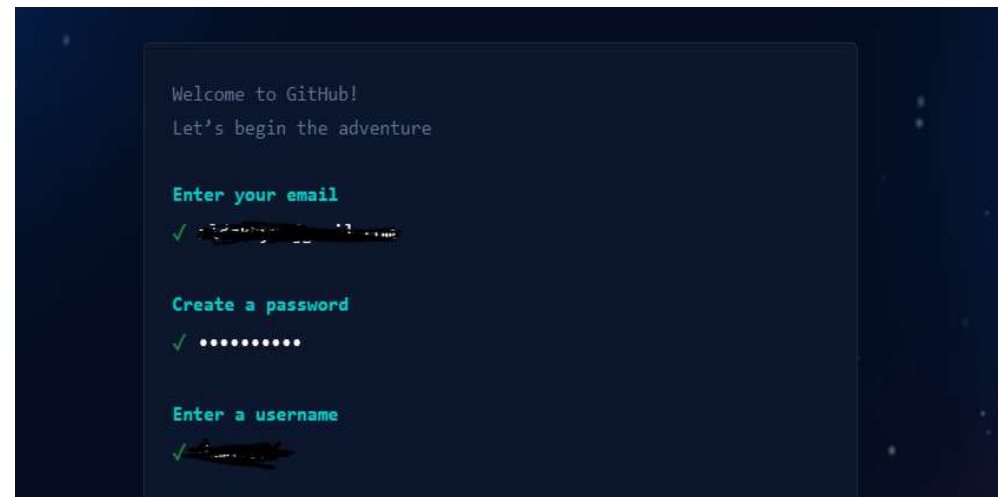 Welcome to GitHub!
Let’s begin the adventure
Enter your email
✓
Create a password
✓ ••••••••••
Enter a username
✓